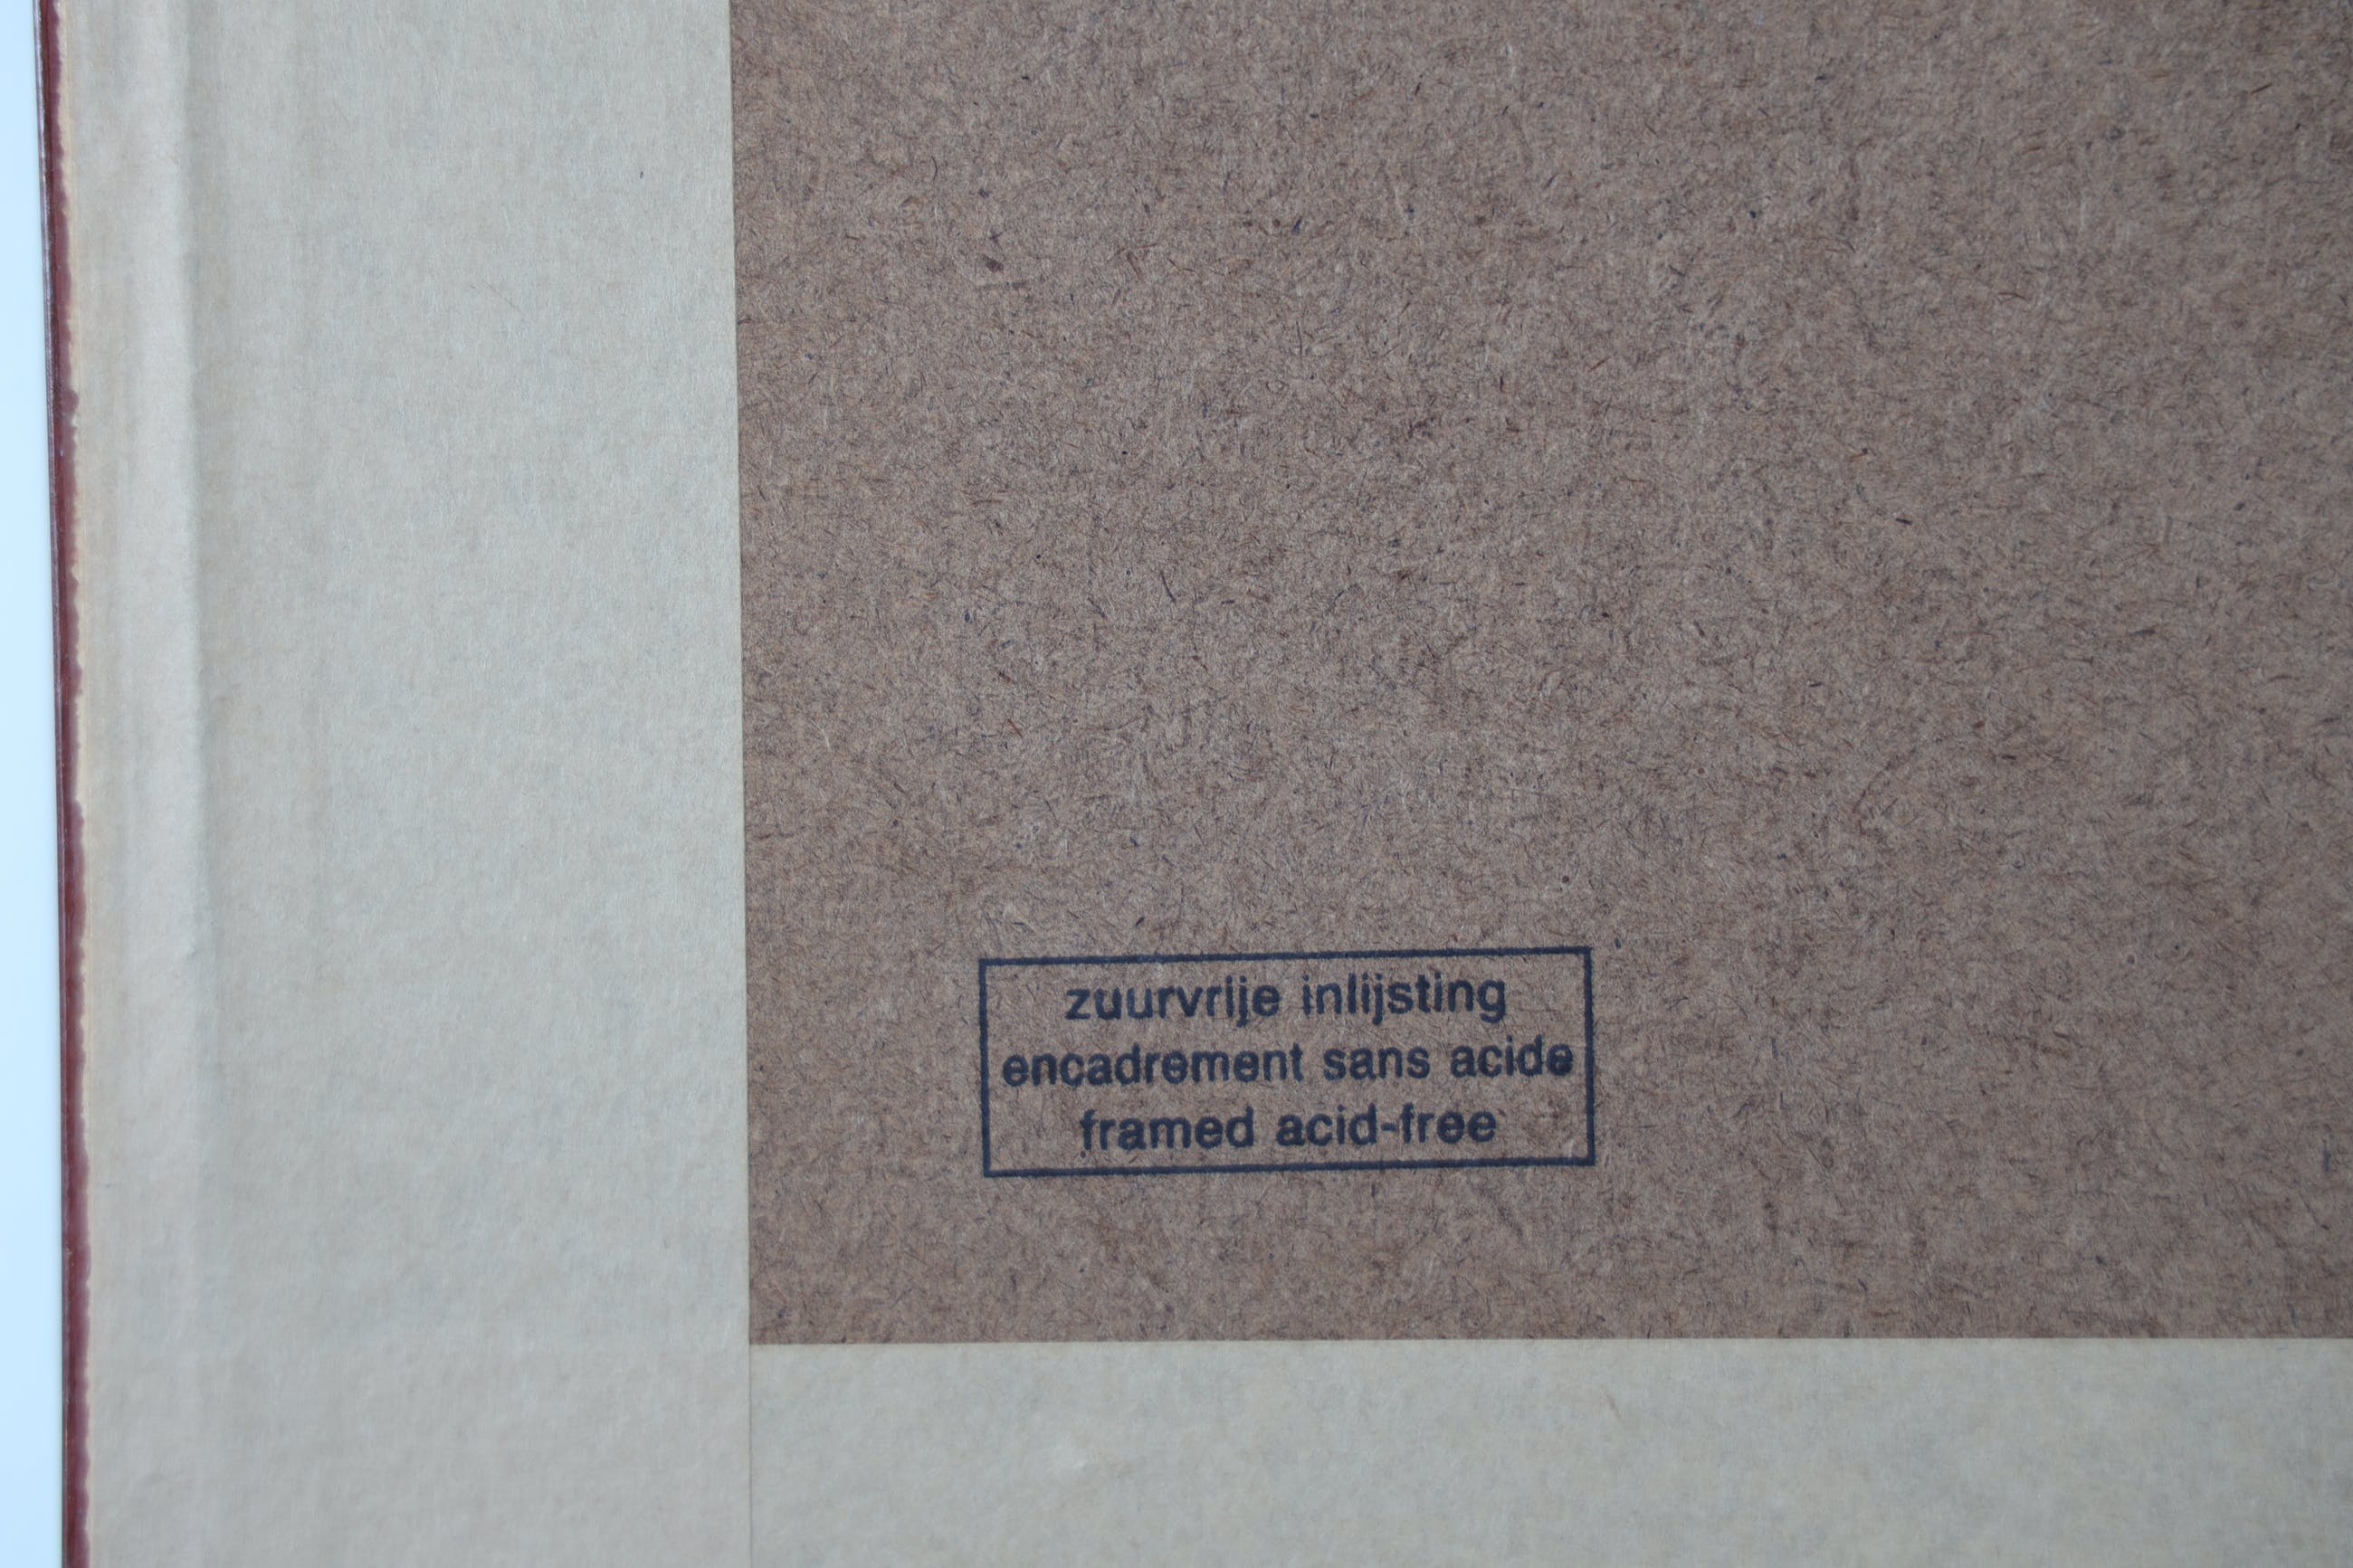 zuurvrije inlijsting
encadrement sans acide
framed acid-free